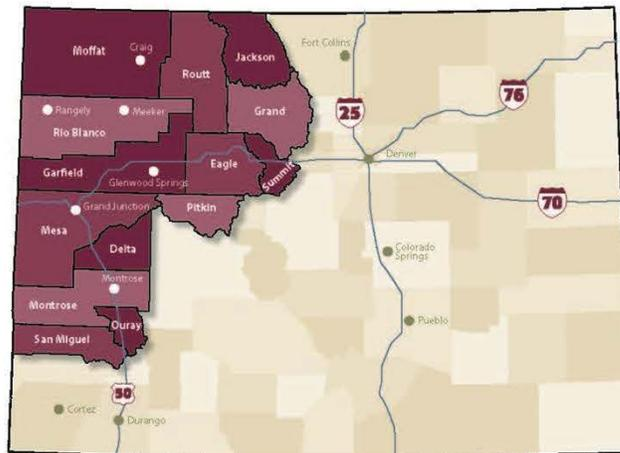 Moffat
Craig
Routt
Jackson
Fort Collins
Grand
25
76
Rangely
Meeker
Rio Blanco
Denver
Garfield
Glenwood Springs
Eagle
Summit
70
Grand Junction
Pitkin
Mesa
Delta
Colorado
Springs
Montrose
Montrose
Ouray
Pueblo
San Miguel
50
Cortez
Durango